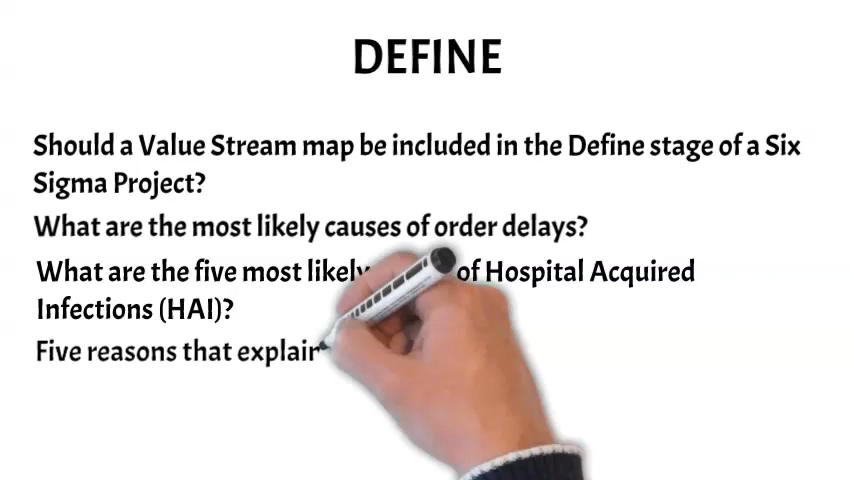 DEFINE
Should a Value Stream map be included in the Define stage of a Six
Sigma Project?
What are the most likely causes of order delays?
What are the five most likely of Hospital Acquired
Infections (HAI)?
Five reasons that